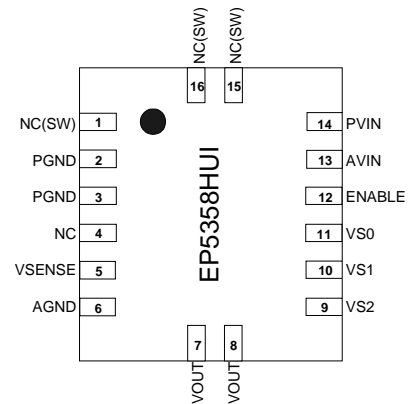 NC(SW)
NC(SW)
16
15
NC(SW) 1
14 PVIN
PGND 2
13 AVIN
PGND 3
12 ENABLE
NC 4
11 VS0
VSENSE 5
10 VS1
AGND 6
9 VS2
EP5358HUI
7
8
VOUT
VOUT